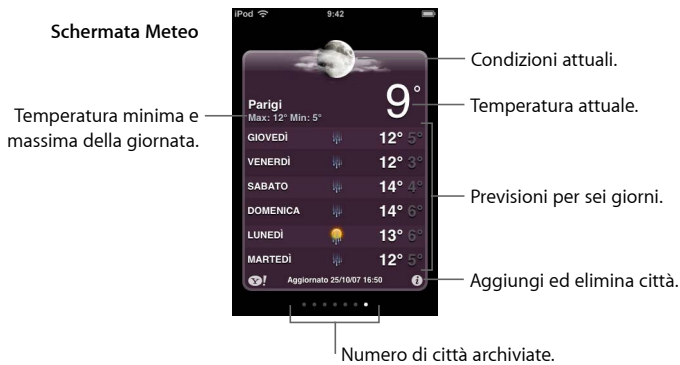 Schermata Meteo
iPod 9:42
Condizioni attuali.
Parigi 9°
Max: 12° Min: 5°
Temperatura attuale.
Temperatura minima e
massima della giornata.
GIOVEDÌ 12° 5°
VENERDÌ 12° 3°
SABATO 14° 4°
DOMENICA 14° 6°
LUNEDÌ 13° 6°
MARTEDÌ 12° 5°
Previsioni per sei giorni.
Y! Aggiornato 25/10/07 16:50 i
Aggiungi ed elimina città.
Numero di città archiviate.